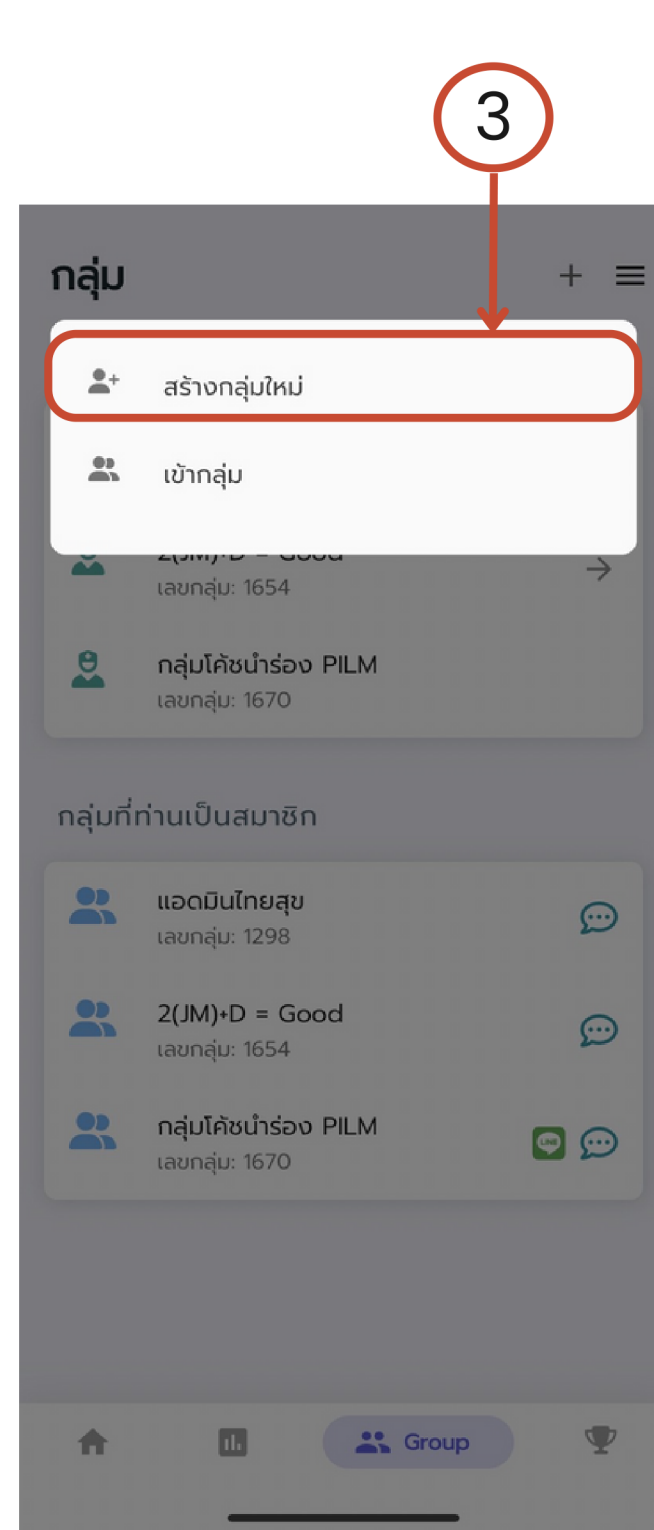 3
กลุ่ม
สร้างกลุ่มใหม่
เข้ากลุ่ม
2(JM)+D = Good
เลขกลุ่ม: 1654
กลุ่มโค้ชนำร่อง PILM
เลขกลุ่ม: 1670
กลุ่มที่ท่านเป็นสมาชิก
แอดมินไทยสุข
เลขกลุ่ม: 1298
2(JM)+D = Good
เลขกลุ่ม: 1654
กลุ่มโค้ชนำร่อง PILM
LINE
เลขกลุ่ม: 1670
Group